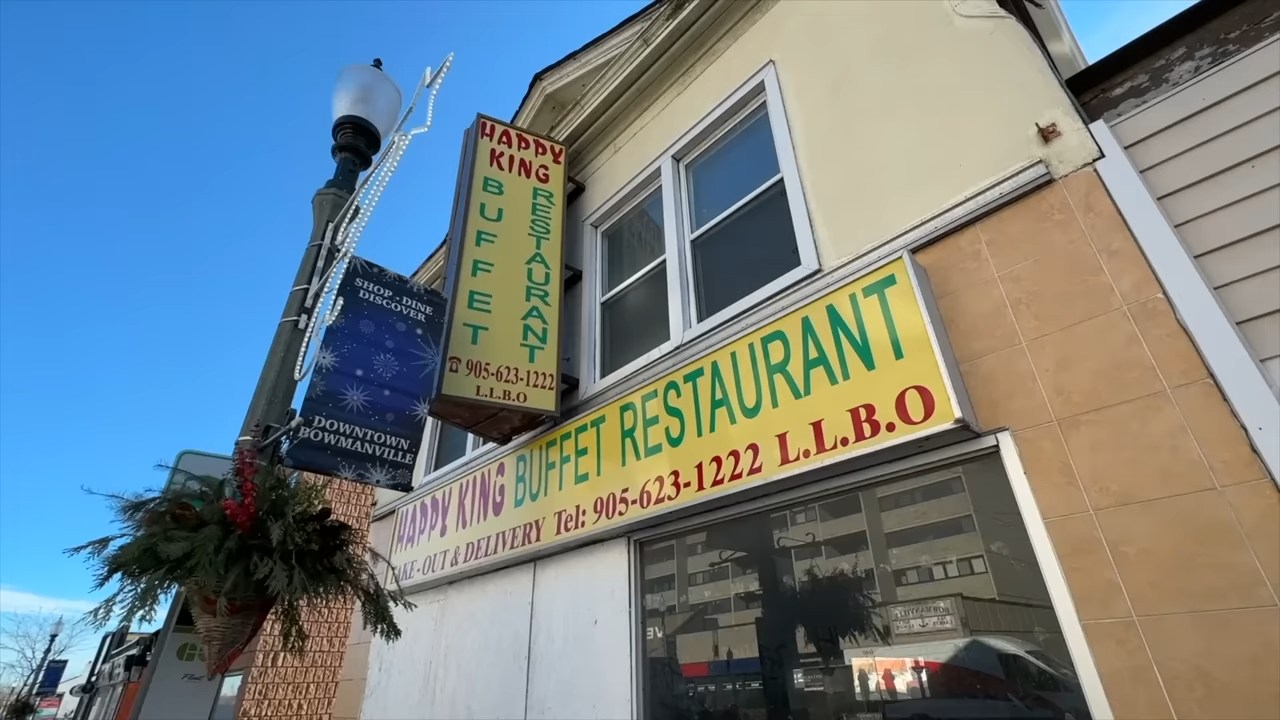 HAPPY
KING
BUFFET
RESTAURANT
☎ 905-623-1222
L.L.B.O
SHOP - DINE
DISCOVER
DOWNTOWN
BOWMANVILLE
HAPPY KING BUFFET RESTAURANT
TAKE-OUT & DELIVERY Tel: 905-623-1222 L.L.B.O